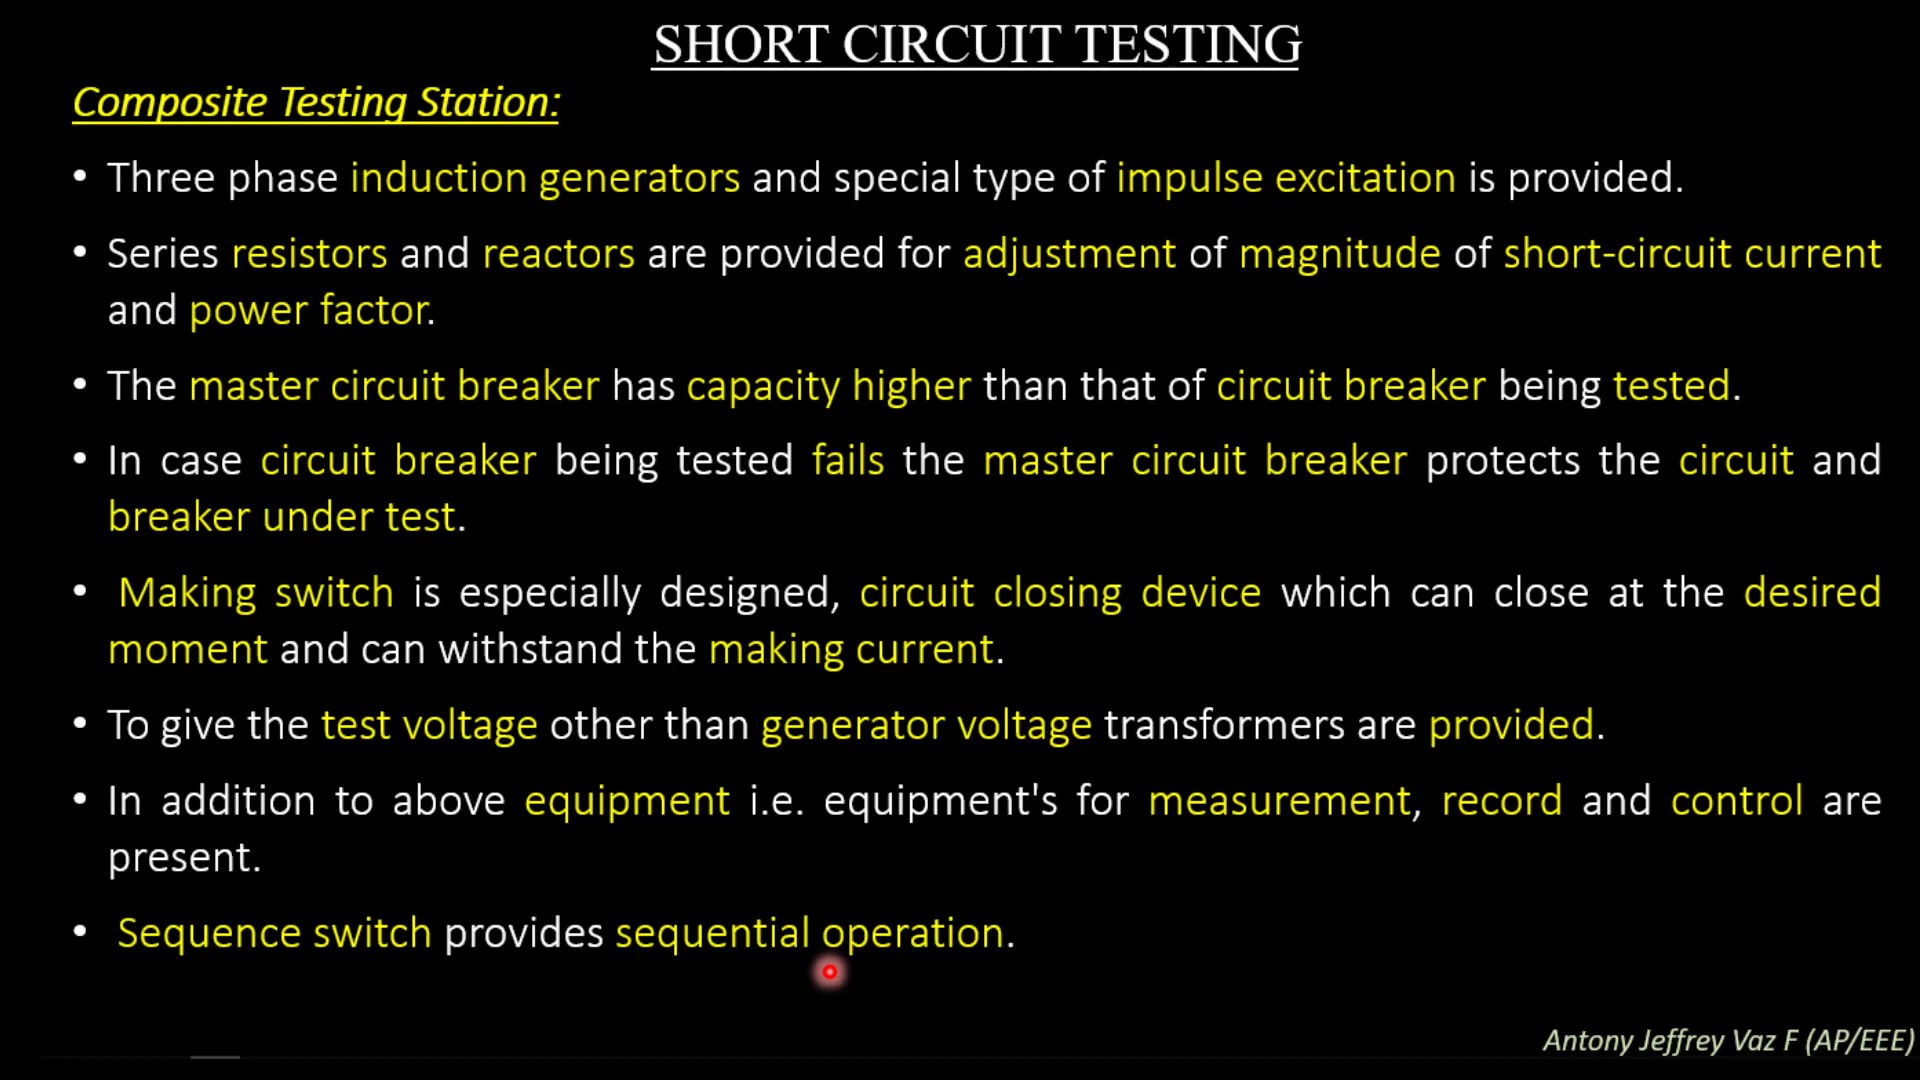 SHORT CIRCUIT TESTING
Composite Testing Station:
• Three phase induction generators and special type of impulse excitation is provided.
• Series resistors and reactors are provided for adjustment of magnitude of short-circuit current
and power factor.
• The master circuit breaker has capacity higher than that of circuit breaker being tested.
• In case circuit breaker being tested fails the master circuit breaker protects the circuit and
breaker under test.
• Making switch is especially designed, circuit closing device which can close at the desired
moment and can withstand the making current.
• To give the test voltage other than generator voltage transformers are provided.
• In addition to above equipment i.e. equipment's for measurement, record and control are
present.
• Sequence switch provides sequential operation.
Antony Jeffrey Vaz F (AP/EEE)